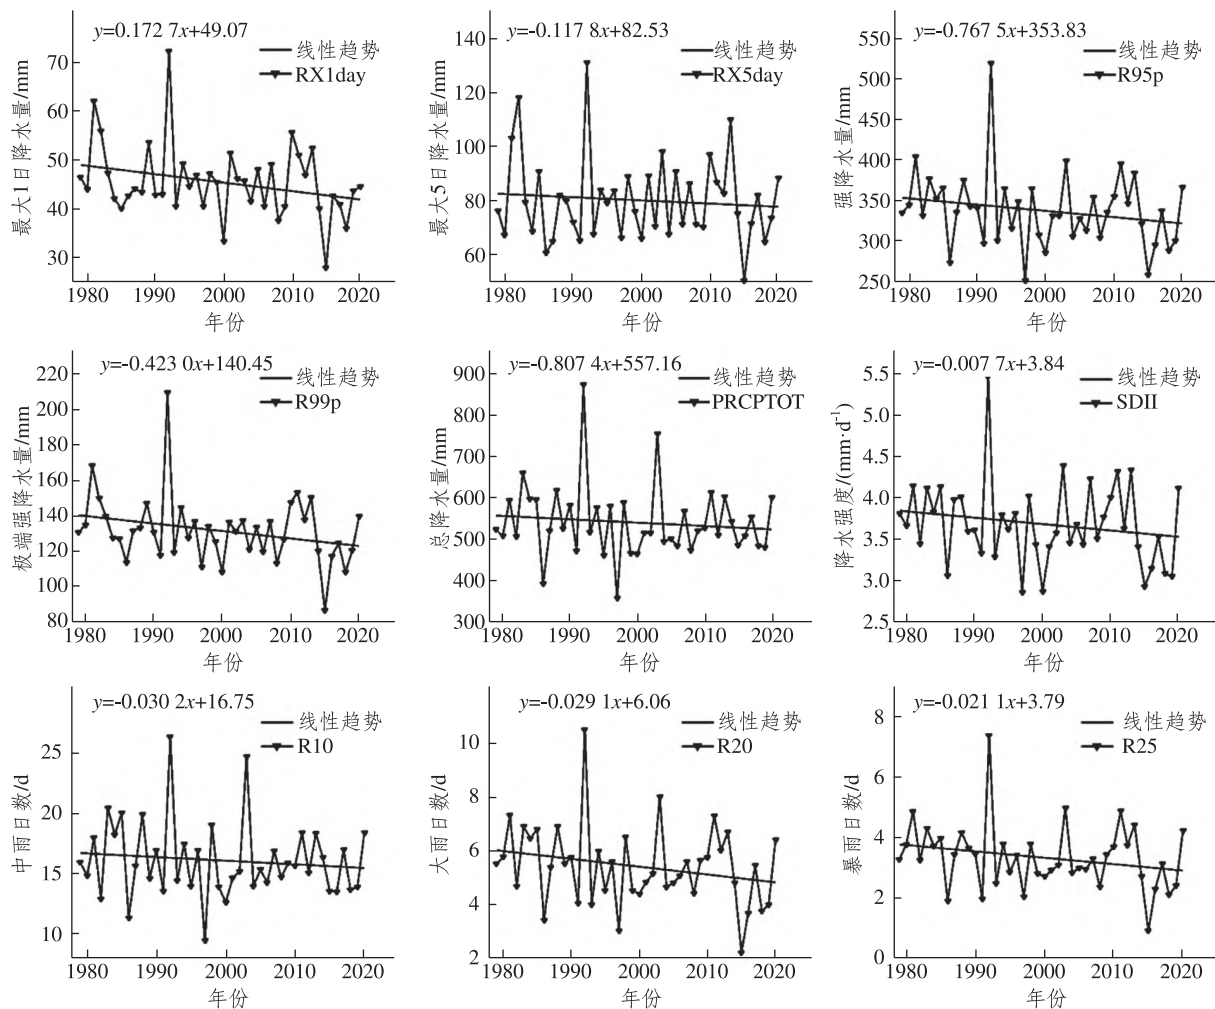 y=0.172 7x+49.07
线性趋势
RX1day
最大1日降水量/mm
70
60
50
40
30
1980 1990 2000 2010 2020
年份
y=-0.117 8x+82.53
线性趋势
RX5day
最大5日降水量/mm
140
120
100
80
60
1980 1990 2000 2010 2020
年份
y=-0.767 5x+353.83
线性趋势
R95p
强降水量/mm
550
500
450
400
350
300
250
1980 1990 2000 2010 2020
年份
y=-0.423 0x+140.45
线性趋势
R99p
极端强降水量/mm
220
200
180
160
140
120
100
80
1980 1990 2000 2010 2020
年份
y=-0.807 4x+557.16
线性趋势
PRCPTOT
总降水量/mm
900
800
700
600
500
400
300
1980 1990 2000 2010 2020
年份
y=-0.007 7x+3.84
线性趋势
SDII
降水强度/(mm·d⁻¹)
5.5
5.0
4.5
4.0
3.5
3.0
2.5
1980 1990 2000 2010 2020
年份
y=-0.030 2x+16.75
线性趋势
R10
中雨日数/d
25
20
15
10
1980 1990 2000 2010 2020
年份
y=-0.029 1x+6.06
线性趋势
R20
大雨日数/d
10
8
6
4
2
1980 1990 2000 2010 2020
年份
y=-0.021 1x+3.79
线性趋势
R25
暴雨日数/d
8
6
4
2
0
1980 1990 2000 2010 2020
年份